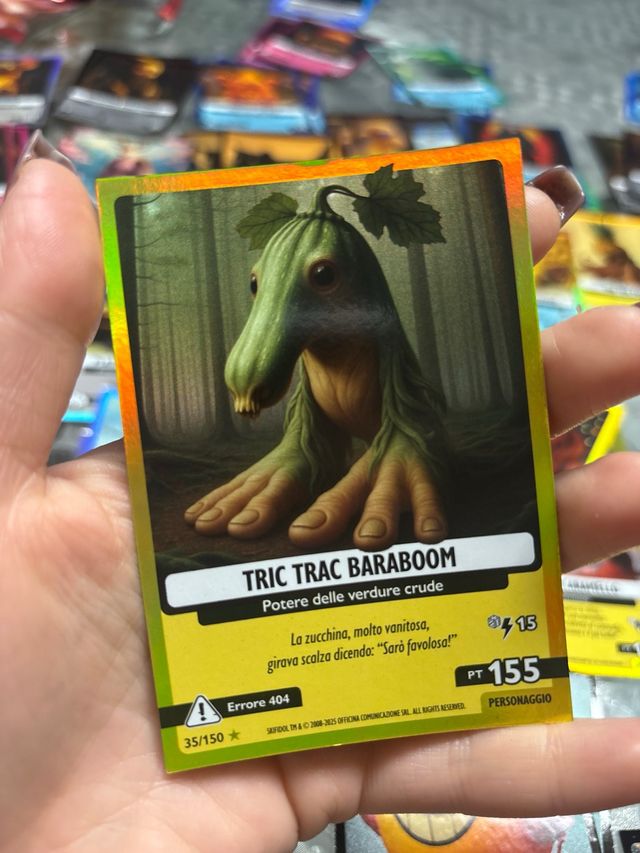 TRIC TRAC BARABOOM
Potere delle verdure crude
La zucchina, molto vanitosa,
girava scalza dicendo: “Sarò favolosa!”
15
PT 155
Errore 404
SKIFIDOL TM & © 2008-2025 OFFICINA COMUNICAZIONE SRL. ALL RIGHTS RESERVED.
PERSONAGGIO
35/150